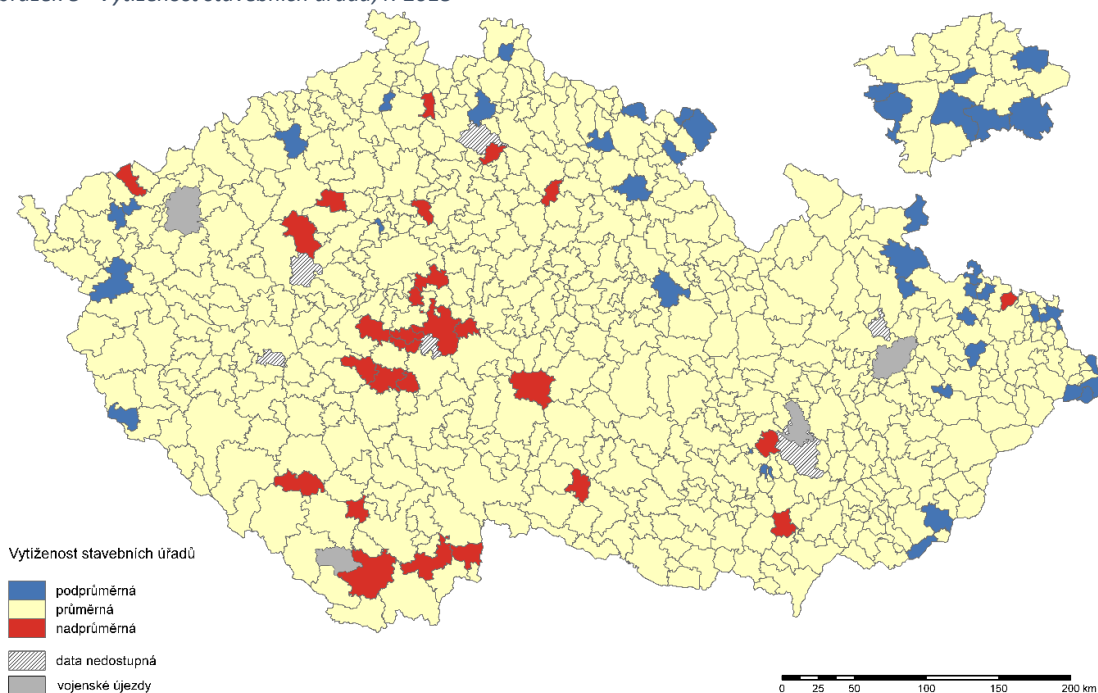 Vytíženost stavebních úřadů
podprůměrná
průměrná
nadprůměrná
data nedostupná
vojenské újezdy
0 25 50 100 150 200 km